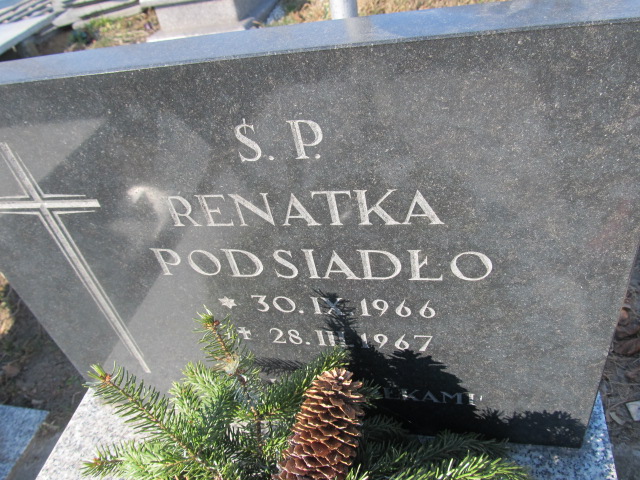 Ś. P.
RENATKA
PODSIADŁO
* 30. IX. 1966
✝ 28. III. 1967